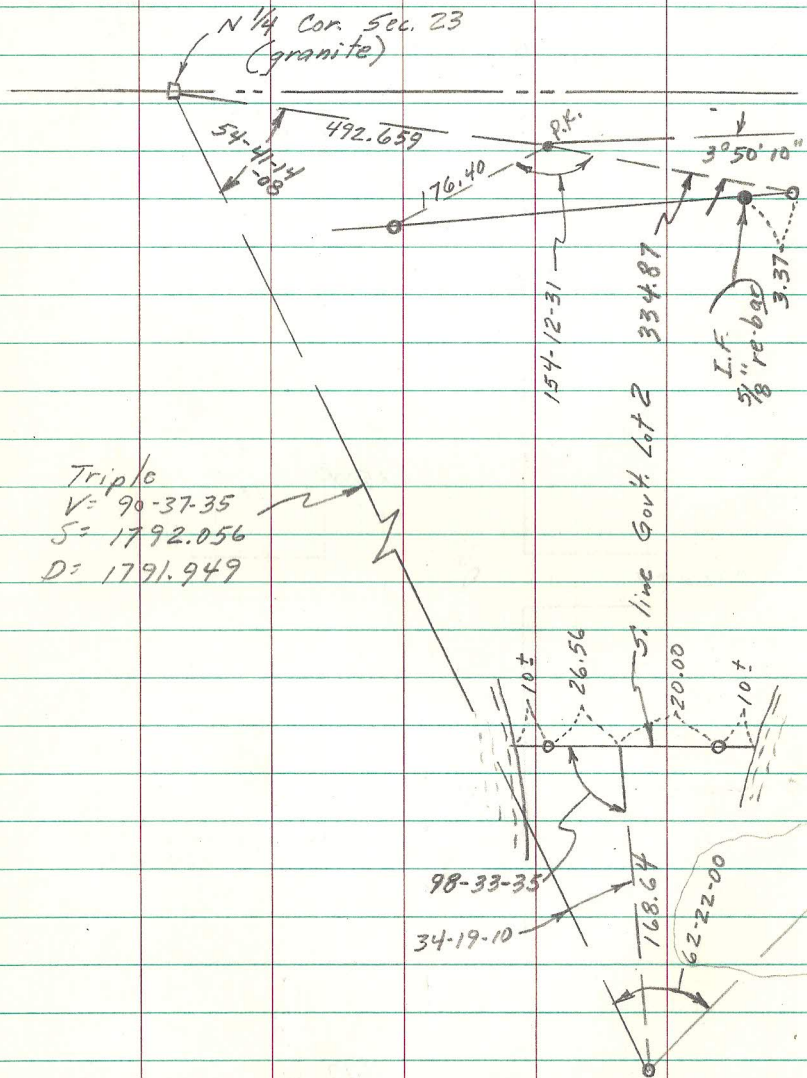 N 1/4 Cor. Sec. 23
(granite)
54-41-14
-08
492.659
P.K.
3°50'10"
176.40
154-12-31
334.87
I.F.
5/8" re-bar
3.37
S. line Gov't. Lot 2
Triple
V= 90-37-35
S= 1792.056
D= 1791.949
10±
26.56
20.00
10±
98-33-35
34-19-10
168.64
62-22-00